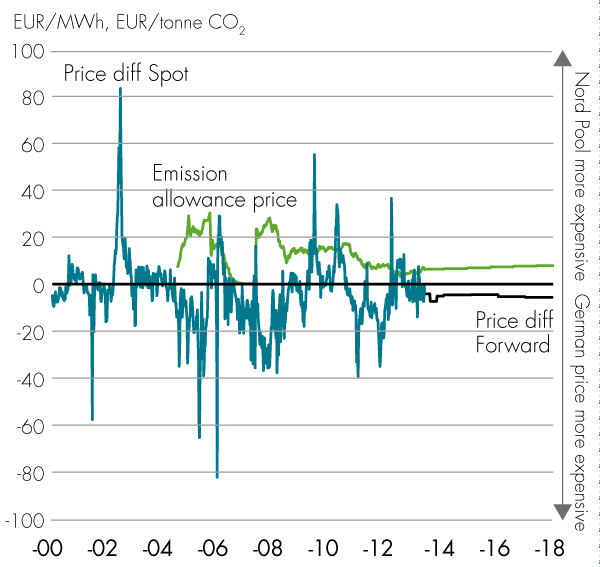 EUR/MWh, EUR/tonne CO2
100
80
60
40
20
0
-20
-40
-60
-80
-100
Price diff Spot
Emission
allowance price
Price diff
Forward
Nord Pool more expensive
German price more expensive
-00 -02 -04 -06 -08 -10 -12 -14 -16 -18